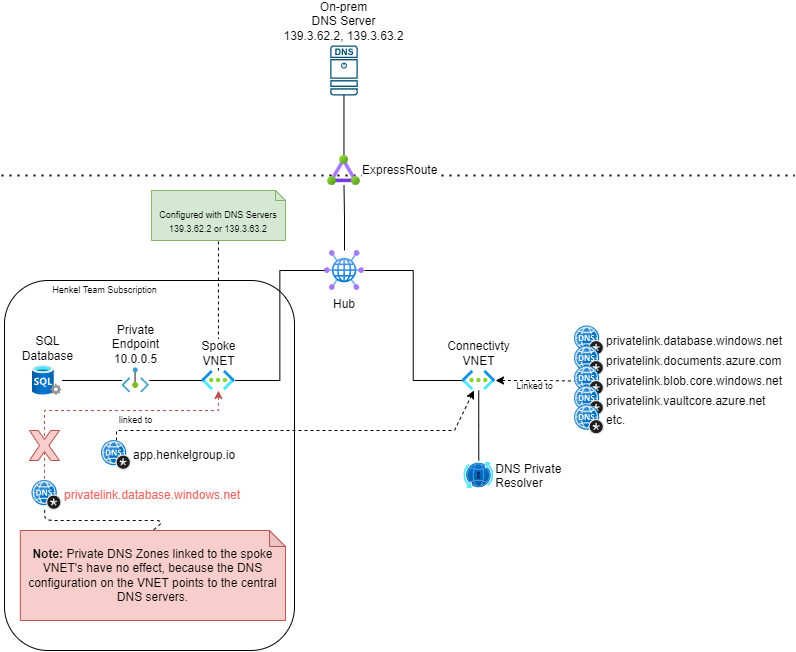 On-prem
DNS Server
139.3.62.2, 139.3.63.2
DNS
ExpressRoute
Configured with DNS Servers
139.3.62.2 or 139.3.63.2
Hub
Henkel Team Subscription
SQL
Database
Private
Endpoint
10.0.0.5
Spoke
VNET
Connectivty
VNET
SQL
DNS
privatelink.database.windows.net
DNS
privatelink.documents.azure.com
DNS
privatelink.blob.core.windows.net
DNS
privatelink.vaultcore.azure.net
DNS
etc.
Linked to
linked to
DNS
app.henkelgroup.io
DNS Private
Resolver
DNS
privatelink.database.windows.net
Note: Private DNS Zones linked to the spoke
VNET's have no effect, because the DNS
configuration on the VNET points to the central
DNS servers.